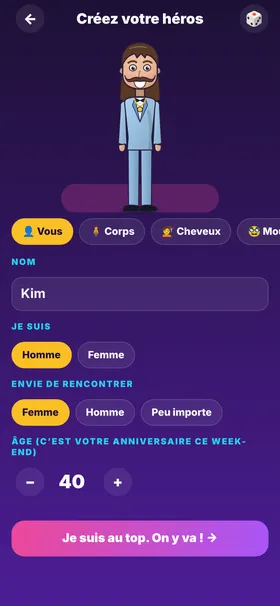 Créez votre héros
Vous
Corps
Cheveux
NOM
Kim
JE SUIS
Homme
Femme
ENVIE DE RENCONTRER
Femme
Homme
Peu importe
ÂGE (C'EST VOTRE ANNIVERSAIRE CE WEEK-
END)
− 40 +
Je suis au top. On y va ! →